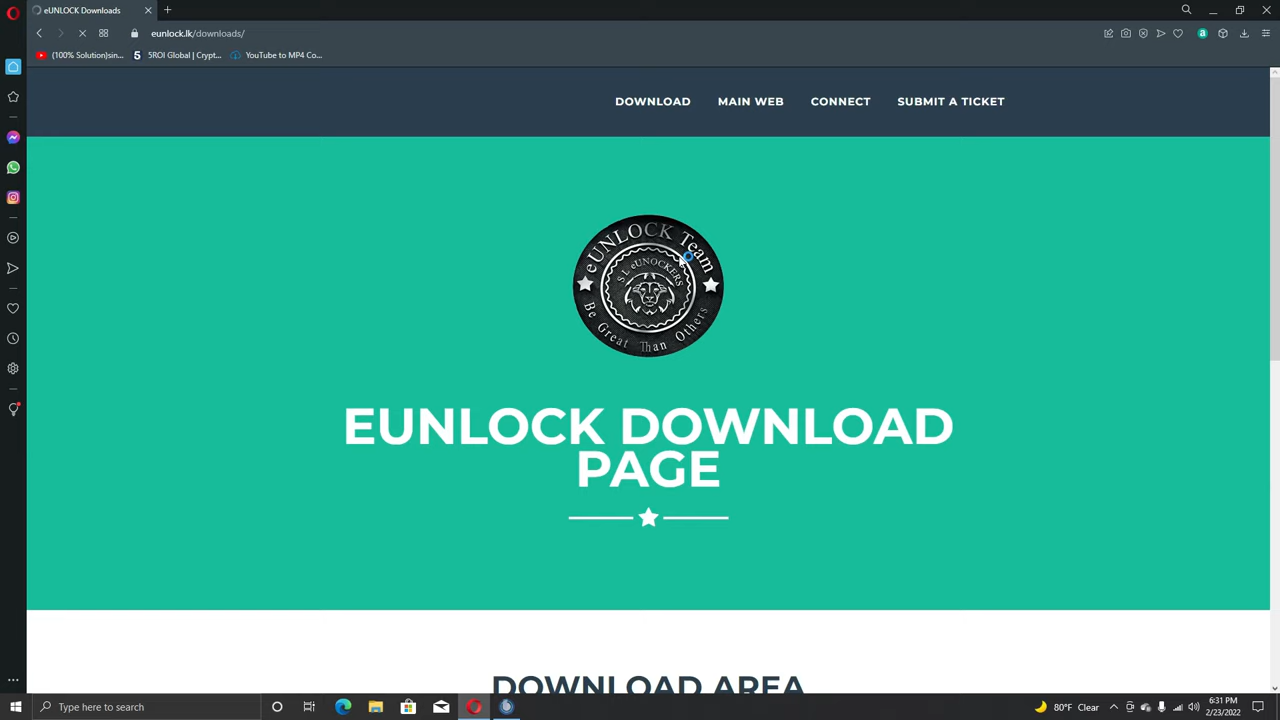 eUNLOCK Downloads
eunlock.lk/downloads/
(100% Solution)sin...
5ROI Global | Crypt...
YouTube to MP4 Co...
DOWNLOAD
MAIN WEB
CONNECT
SUBMIT A TICKET
eUNLOCK Team
S L eUNOCKERS
Be Great Than Others
EUNLOCK DOWNLOAD
PAGE
DOWNLOAD AREA
Type here to search
80°F Clear
6:31 PM
2/23/2022